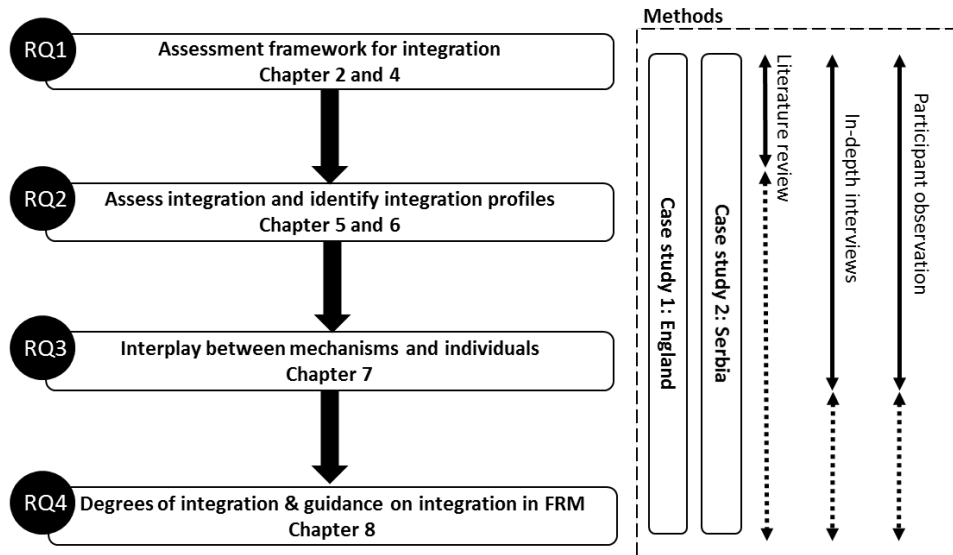 RQ1
Assessment framework for integration
Chapter 2 and 4
RQ2
Assess integration and identify integration profiles
Chapter 5 and 6
RQ3
Interplay between mechanisms and individuals
Chapter 7
RQ4
Degrees of integration & guidance on integration in FRM
Chapter 8
Methods
Case study 1: England
Case study 2: Serbia
Literature review
In-depth interviews
Participant observation